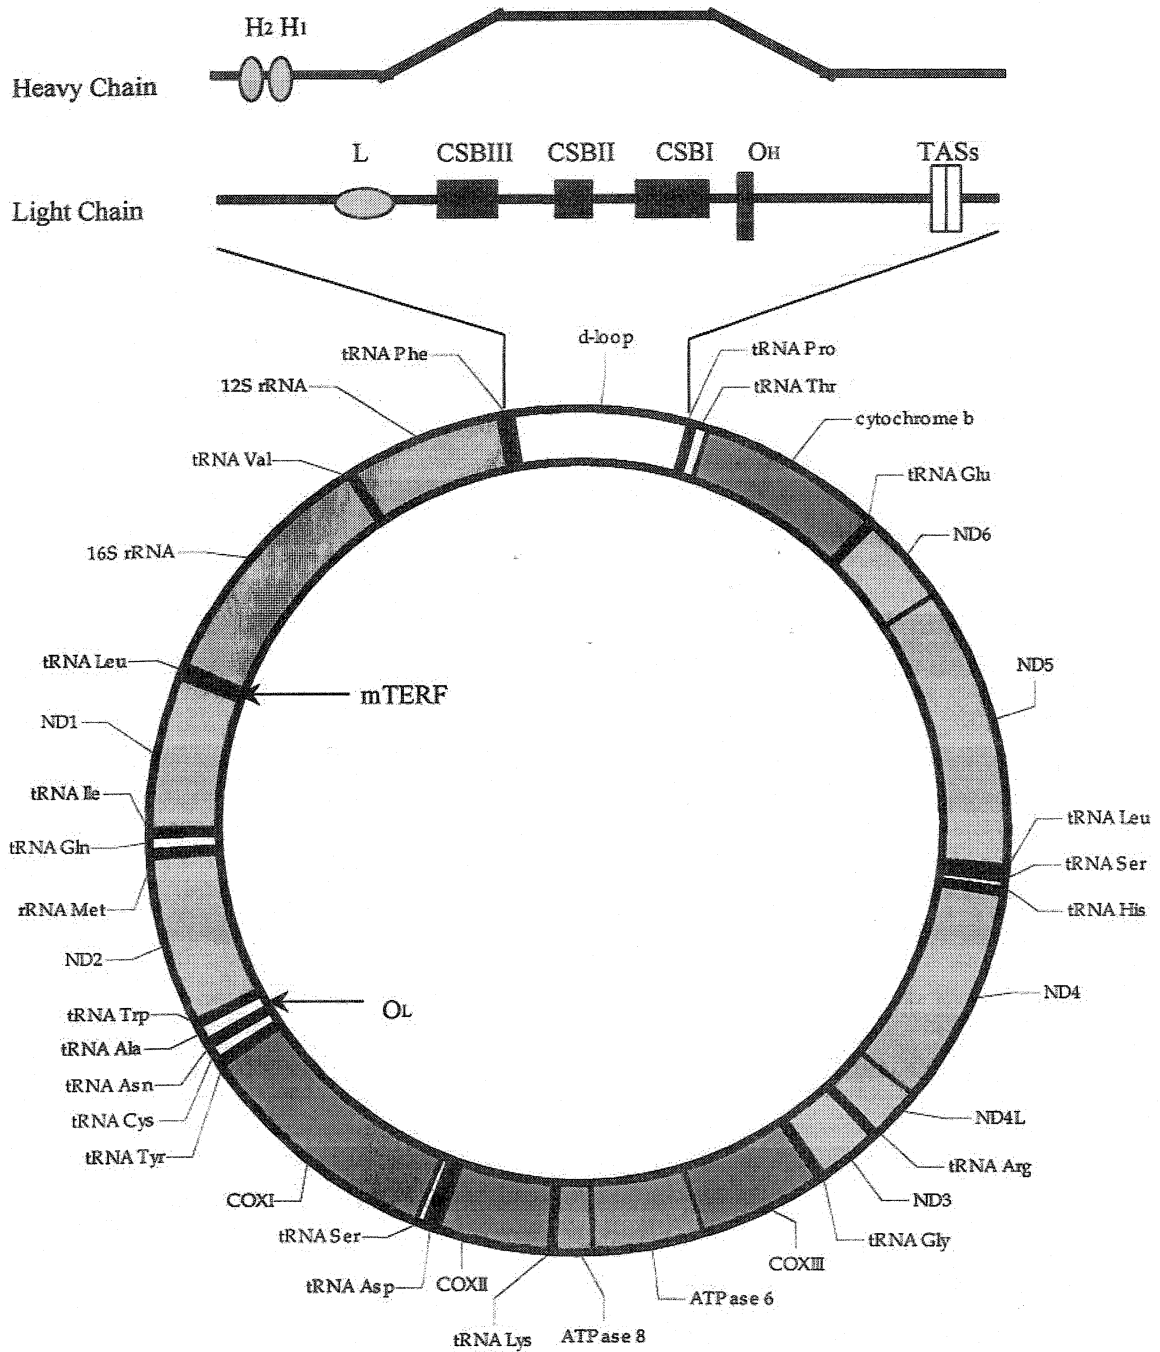 H2 H1
Heavy Chain
L CSBIII CSBII CSBI OH TASs
Light Chain
d-loop
tRNA Phe
tRNA Pro
12S rRNA
tRNA Thr
cytochrome b
tRNA Val
tRNA Glu
ND6
16S rRNA
tRNA Leu
ND5
mTERF
ND1
tRNA Ile
tRNA Leu
tRNA Gln
tRNA Ser
rRNA Met
tRNA His
ND2
ND4
OL
tRNA Trp
tRNA Ala
tRNA Asn
tRNA Cys
ND4L
tRNA Tyr
tRNA Arg
COXI
ND3
tRNA Ser
tRNA Gly
COXIII
tRNA Asp
COXII
ATPase 6
tRNA Lys
ATPase 8